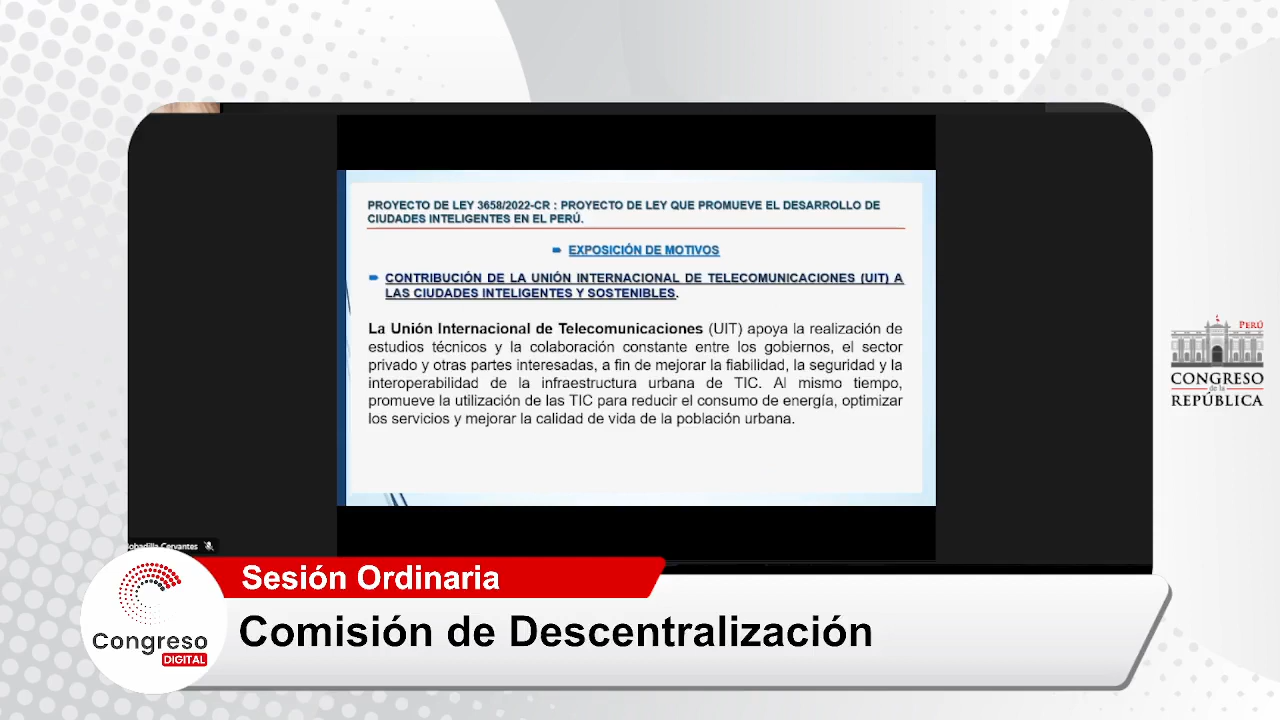 PROYECTO DE LEY 3658/2022-CR : PROYECTO DE LEY QUE PROMUEVE EL DESARROLLO DE
CIUDADES INTELIGENTES EN EL PERÚ.
EXPOSICIÓN DE MOTIVOS
CONTRIBUCIÓN DE LA UNIÓN INTERNACIONAL DE TELECOMUNICACIONES (UIT) A
LAS CIUDADES INTELIGENTES Y SOSTENIBLES.
La Unión Internacional de Telecomunicaciones (UIT) apoya la realización de
estudios técnicos y la colaboración constante entre los gobiernos, el sector
privado y otras partes interesadas, a fin de mejorar la fiabilidad, la seguridad y la
interoperabilidad de la infraestructura urbana de TIC. Al mismo tiempo,
promueve la utilización de las TIC para reducir el consumo de energía, optimizar
los servicios y mejorar la calidad de vida de la población urbana.
PERÚ
CONGRESO
de la
REPÚBLICA
Cervantes
Sesión Ordinaria
Comisión de Descentralización
Congreso
DIGITAL